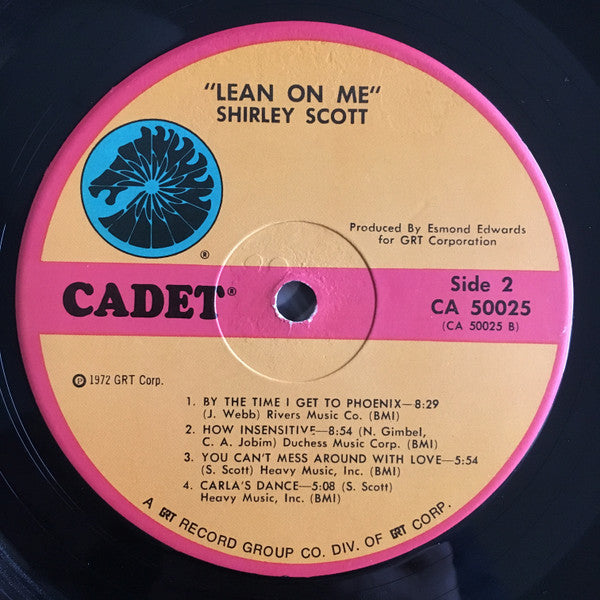 "LEAN ON ME"
SHIRLEY SCOTT
®
Produced By Esmond Edwards
for GRT Corporation
CADET®
Side 2
CA 50025
(CA 50025 B)
℗ 1972 GRT Corp.
1. BY THE TIME I GET TO PHOENIX—8:29
(J. Webb) Rivers Music Co. (BMI)
2. HOW INSENSITIVE—8:54 (N. Gimbel,
C. A. Jobim) Duchess Music Corp. (BMI)
3. YOU CAN'T MESS AROUND WITH LOVE—5:54
(S. Scott) Heavy Music, Inc. (BMI)
4. CARLA'S DANCE—5:08 (S. Scott)
Heavy Music, Inc. (BMI)
A GRT RECORD GROUP CO. DIV. OF GRT CORP.